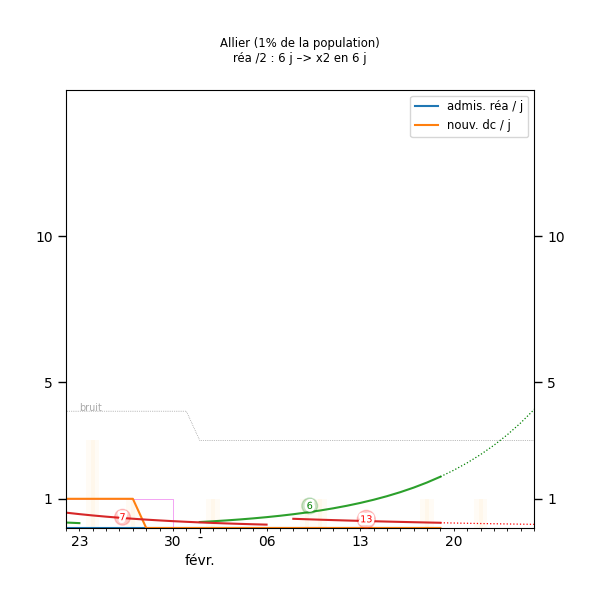 Allier (1% de la population)
réa /2 : 6 j –> x2 en 6 j
admis. réa / j
nouv. dc / j
10
10
5
5
bruit
1
1
7
6
13
23
30
-
06
13
20
févr.